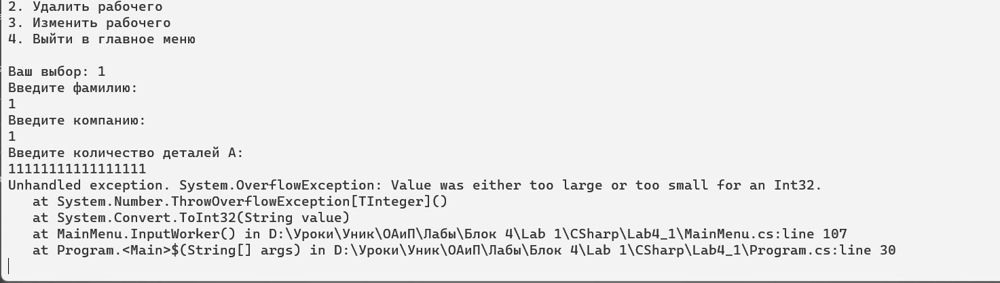 2. Удалить рабочего
3. Изменить рабочего
4. Выйти в главное меню
Ваш выбор: 1
Введите фамилию:
1
Введите компанию:
1
Введите количество деталей А:
11111111111111111
Unhandled exception. System.OverflowException: Value was either too large or too small for an Int32.
   at System.Number.ThrowOverflowException[TInteger]()
   at System.Convert.ToInt32(String value)
   at MainMenu.InputWorker() in D:\Уроки\Уник\ОАиП\Лабы\Блок 4\Lab 1\CSharp\Lab4_1\MainMenu.cs:line 107
   at Program.<Main>$(String[] args) in D:\Уроки\Уник\ОАиП\Лабы\Блок 4\Lab 1\CSharp\Lab4_1\Program.cs:line 30